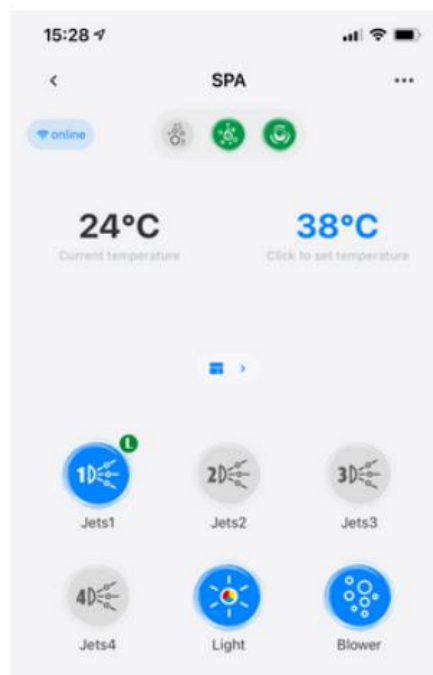 15:28
SPA
online
O3
24°C
38°C
Current temperature
Click to set temperature
L
1D
2D
3D
Jets1
Jets2
Jets3
4D
Jets4
Light
Blower